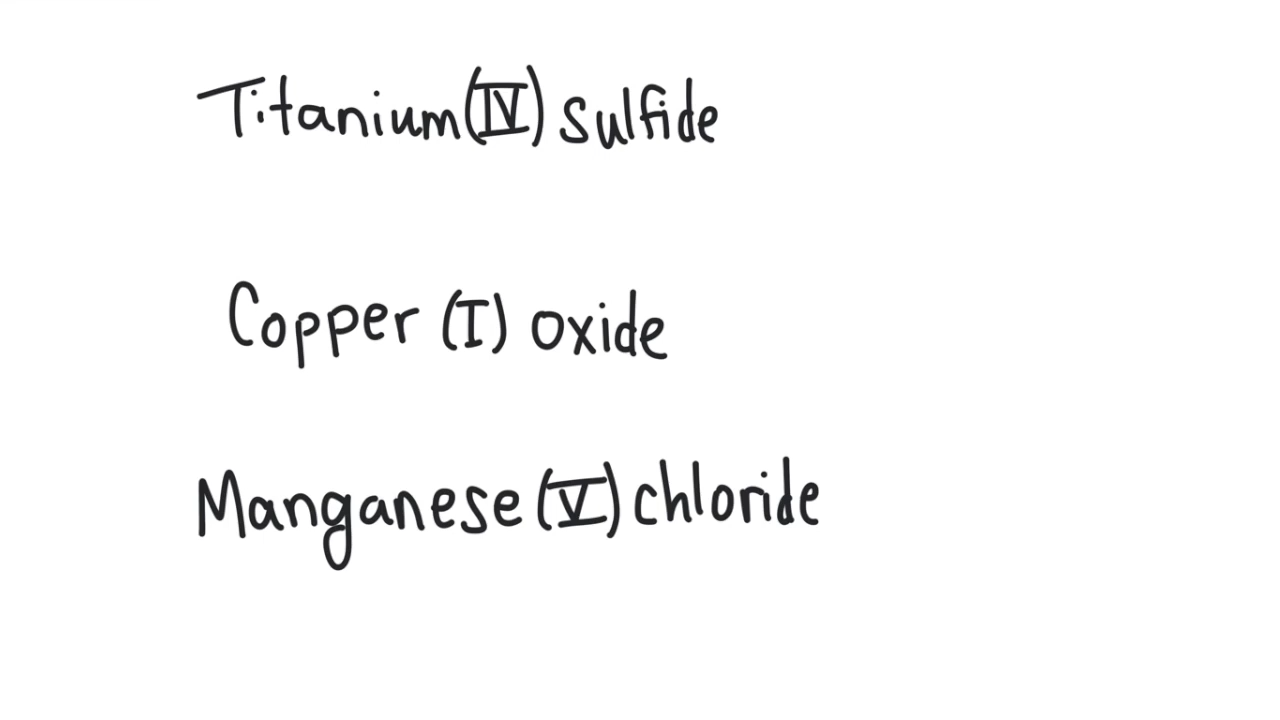 Titanium(IV) sulfide
Copper (I) oxide
Manganese (V) chloride